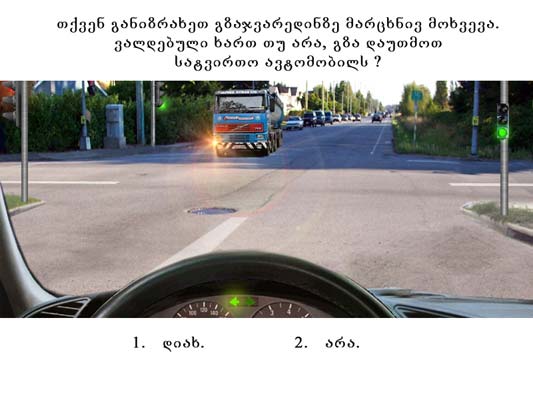 თქვენ განიზრახეთ გზაჯვარედინზე მარცხნივ მოხვევა.
ვალდებული ხართ თუ არა, გზა დაუთმოთ
სატვირთო ავტომობილს ?
1. დიახ. 2. არა.